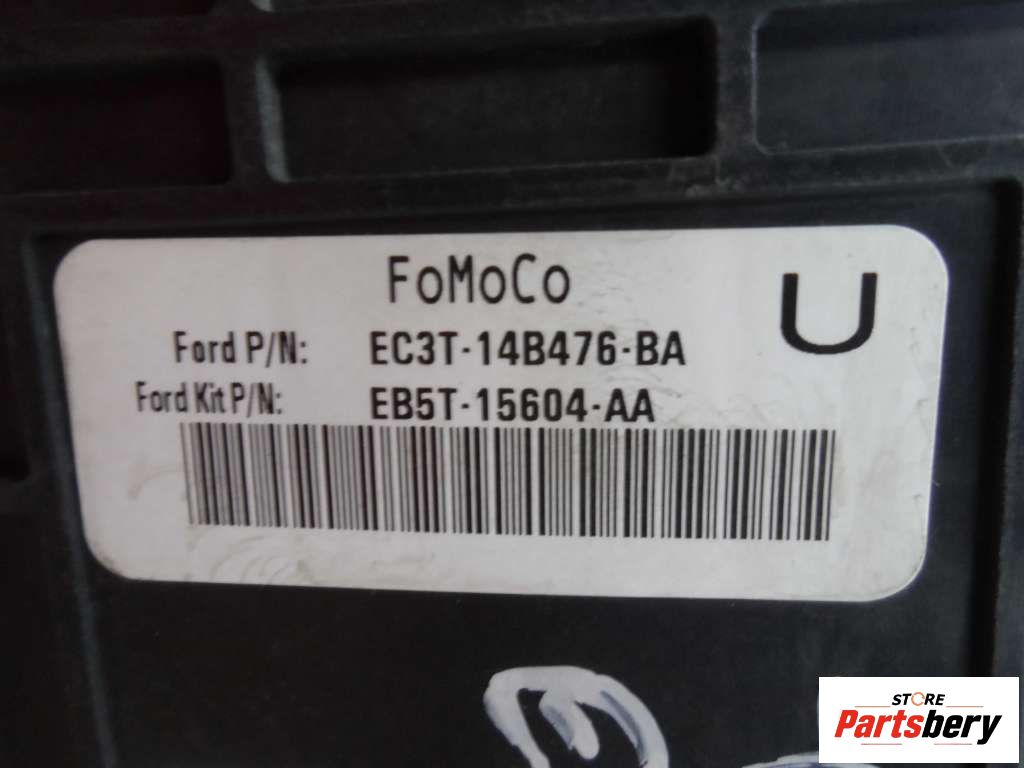 FoMoCo
U
Ford P/N: EC3T-14B476-BA
Ford Kit P/N: EB5T-15604-AA
STORE
Partsbery